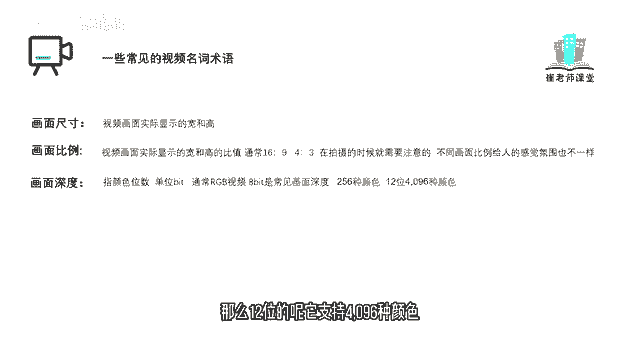 一些常见的视频名词术语
崔老师课堂
画面尺寸： 视频画面实际显示的宽和高
画面比例： 视频画面实际显示的宽和高的比值 通常16：9 4：3 在拍摄的时候就需要注意的 不同画面比例给人的感觉氛围也不一样
画面深度： 指颜色位数 单位bit 通常RGB视频 8bit是常见画面深度 256种颜色 12位4,096种颜色
那么12位的呢它支持4,096种颜色